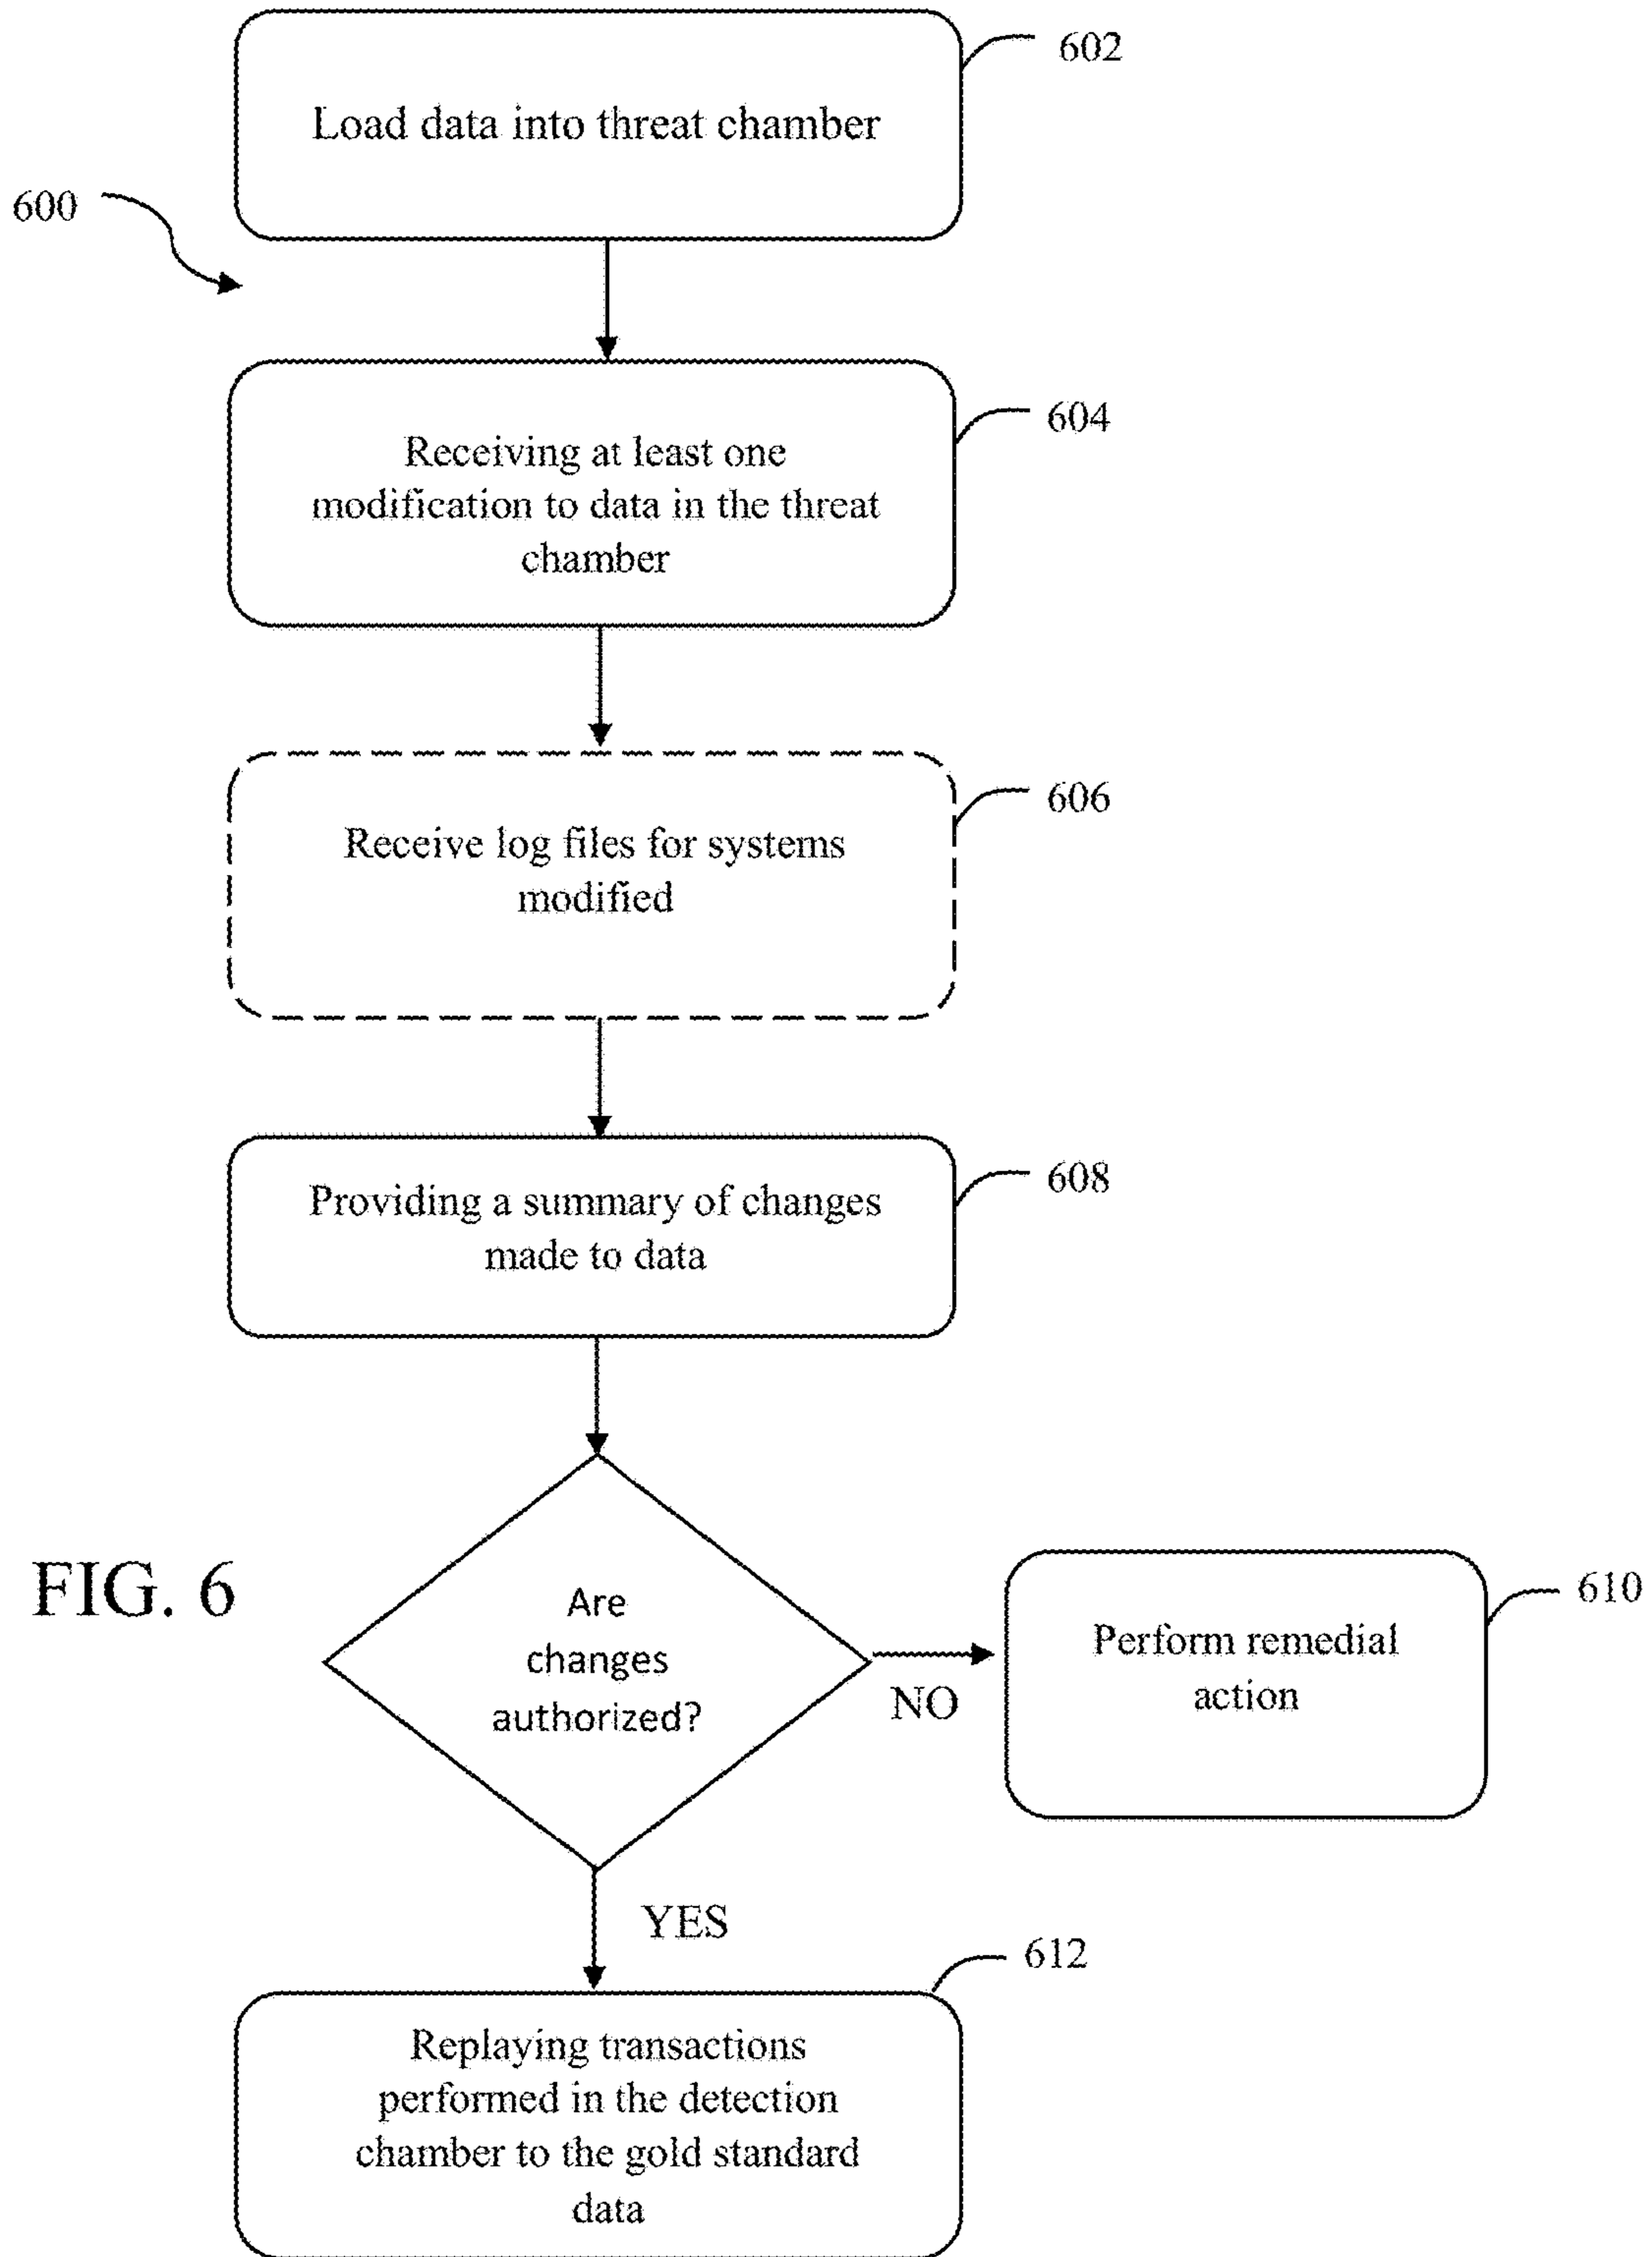 602
Load data into threat chamber
600
604
Receiving at least one
modification to data in the threat
chamber
606
Receive log files for systems
modified
608
Providing a summary of changes
made to data
FIG. 6
Are
changes
authorized?
NO
610
Perform remedial
action
YES
612
Replaying transactions
performed in the detection
chamber to the gold standard
data